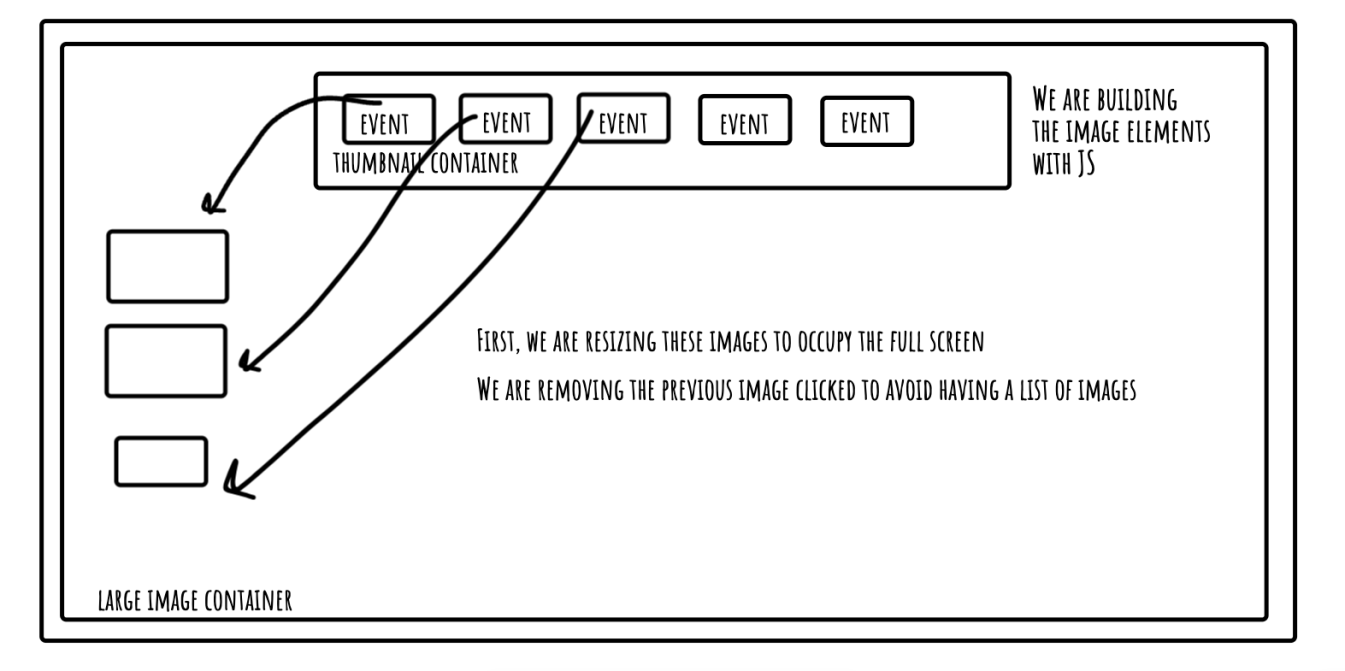 EVENT
EVENT
EVENT
EVENT
EVENT
THUMBNAIL CONTAINER
WE ARE BUILDING
THE IMAGE ELEMENTS
WITH JS
FIRST, WE ARE RESIZING THESE IMAGES TO OCCUPY THE FULL SCREEN
WE ARE REMOVING THE PREVIOUS IMAGE CLICKED TO AVOID HAVING A LIST OF IMAGES
LARGE IMAGE CONTAINER